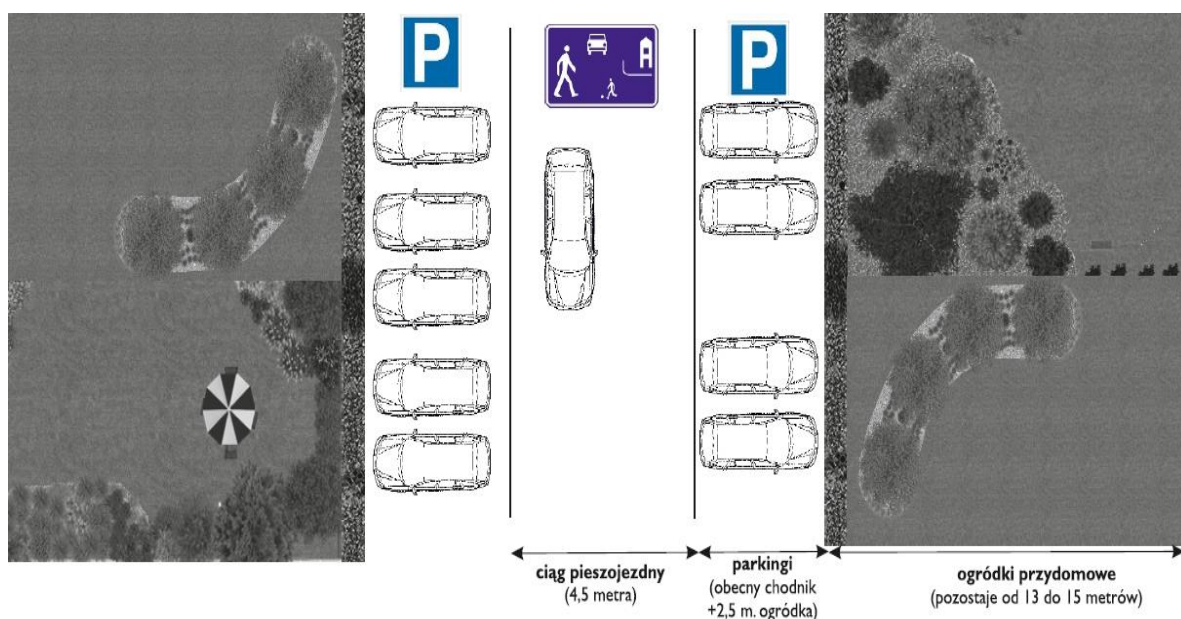 P
P
ciąg pieszojezdny
(4,5 metra)
parkingi
(obecny chodnik
+2,5 m. ogródka)
ogródki przydomowe
(pozostaje od 13 do 15 metrów)